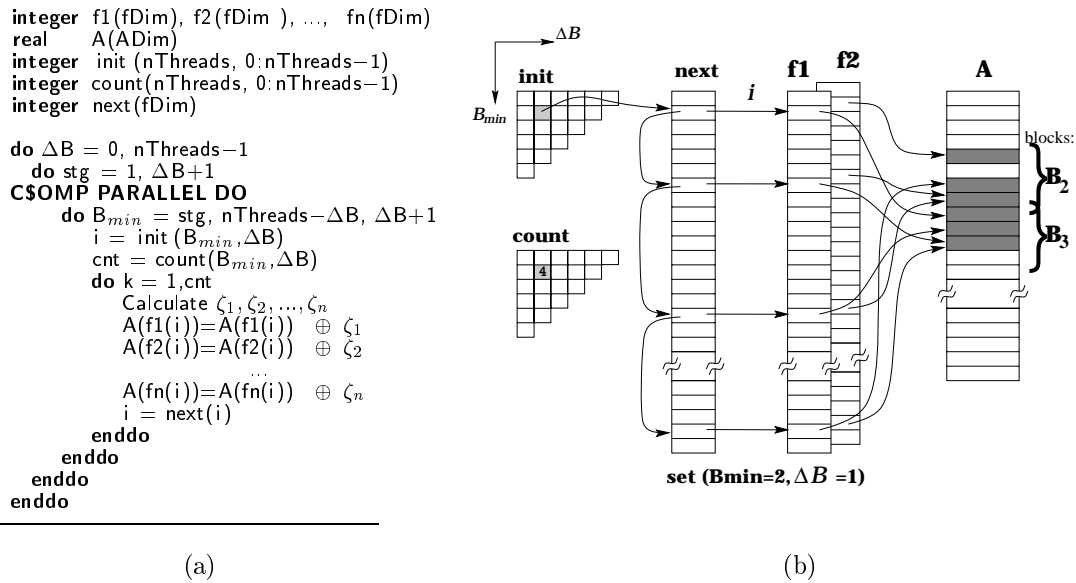 integer f1(fDim), f2(fDim ), ..., fn(fDim)
real A(ADim)
integer init (nThreads, 0:nThreads−1)
integer count(nThreads, 0:nThreads−1)
integer next(fDim)
do ΔB = 0, nThreads−1
do stg = 1, ΔB+1
C$OMP PARALLEL DO
do B_min = stg, nThreads−ΔB, ΔB+1
i = init (B_min,ΔB)
cnt = count(B_min,ΔB)
do k = 1,cnt
Calculate ζ1, ζ2, ..., ζn
A(f1(i))=A(f1(i)) ⊕ ζ1
A(f2(i))=A(f2(i)) ⊕ ζ2
...
A(fn(i))=A(fn(i)) ⊕ ζn
i = next(i)
enddo
enddo
enddo
enddo
(a)
ΔB
B_min
init
next
i
f1
f2
A
blocks:
B2
B3
count
4
set (Bmin=2, ΔB =1)
(b)